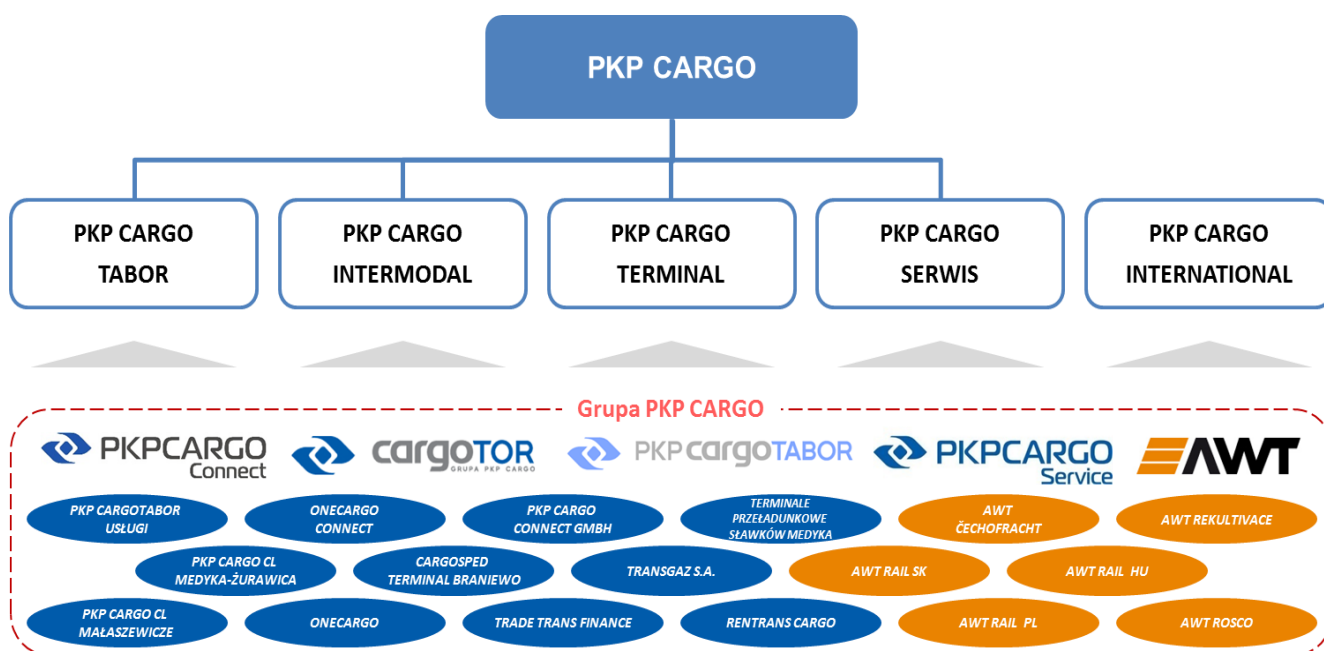 PKP CARGO
PKP CARGO
TABOR
PKP CARGO
INTERMODAL
PKP CARGO
TERMINAL
PKP CARGO
SERWIS
PKP CARGO
INTERNATIONAL
Grupa PKP CARGO
PKPCARGO
Connect
cargoTOR
GRUPA PKP CARGO
PKPcargoTABOR
PKPCARGO
Service
AWT
PKP CARGOTABOR
USŁUGI
ONECARGO
CONNECT
PKP CARGO
CONNECT GMBH
TERMINALE
PRZEŁADUNKOWE
SŁAWKÓW MEDYKA
AWT
ČECHOFRACHT
AWT REKULTIVACE
PKP CARGO CL
MEDYKA-ŻURAWICA
CARGOSPED
TERMINAL BRANIEWO
TRANSGAZ S.A.
AWT RAIL SK
AWT RAIL HU
PKP CARGO CL
MAŁASZEWICZE
ONECARGO
TRADE TRANS FINANCE
RENTRANS CARGO
AWT RAIL PL
AWT ROSCO